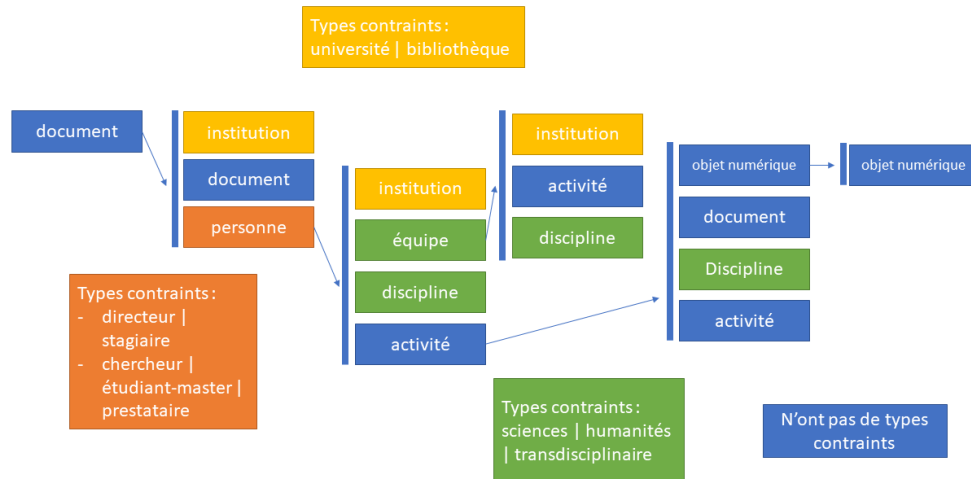 Types contraints :
université | bibliothèque
document
institution
document
personne
institution
équipe
discipline
activité
institution
activité
discipline
objet numérique
document
Discipline
activité
objet numérique
Types contraints :
- directeur |
stagiaire
- chercheur |
étudiant-master |
prestataire
Types contraints :
sciences | humanités
| transdisciplinaire
N'ont pas de types
contraints